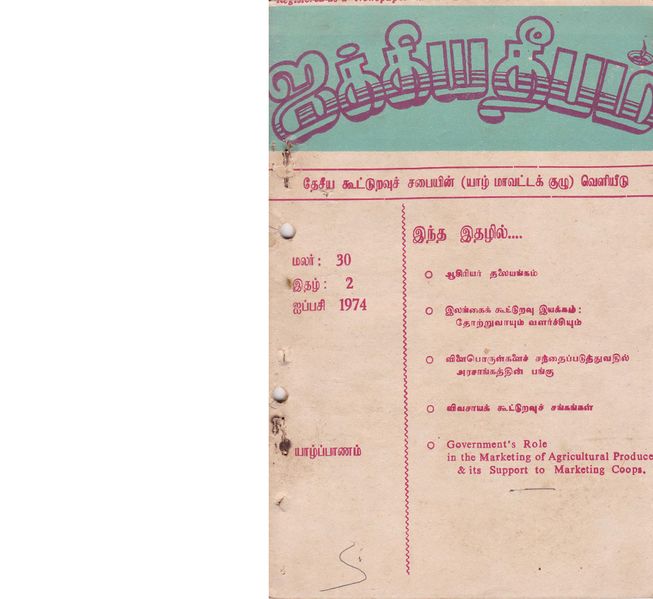 ஐக்கியதீபம்
தேசீய கூட்டுறவுச் சபையின் (யாழ் மாவட்டக் குழு) வெளியீடு
மலர் : 30
இதழ் : 2
ஐப்பசி 1974
யாழ்ப்பாணம்
இந்த இதழில்....
ஆசிரியர் தலையங்கம்
இலங்கைக் கூட்டுறவு இயக்கம் :
தோற்றுவாயும் வளர்ச்சியும்
விளைபொருள்களைச் சந்தைப்படுத்துவதில்
அரசாங்கத்தின் பங்கு
விவசாயக் கூட்டுறவுச் சங்கங்கள்
Government's Role
in the Marketing of Agricultural Produce
& its Support to Marketing Coops.